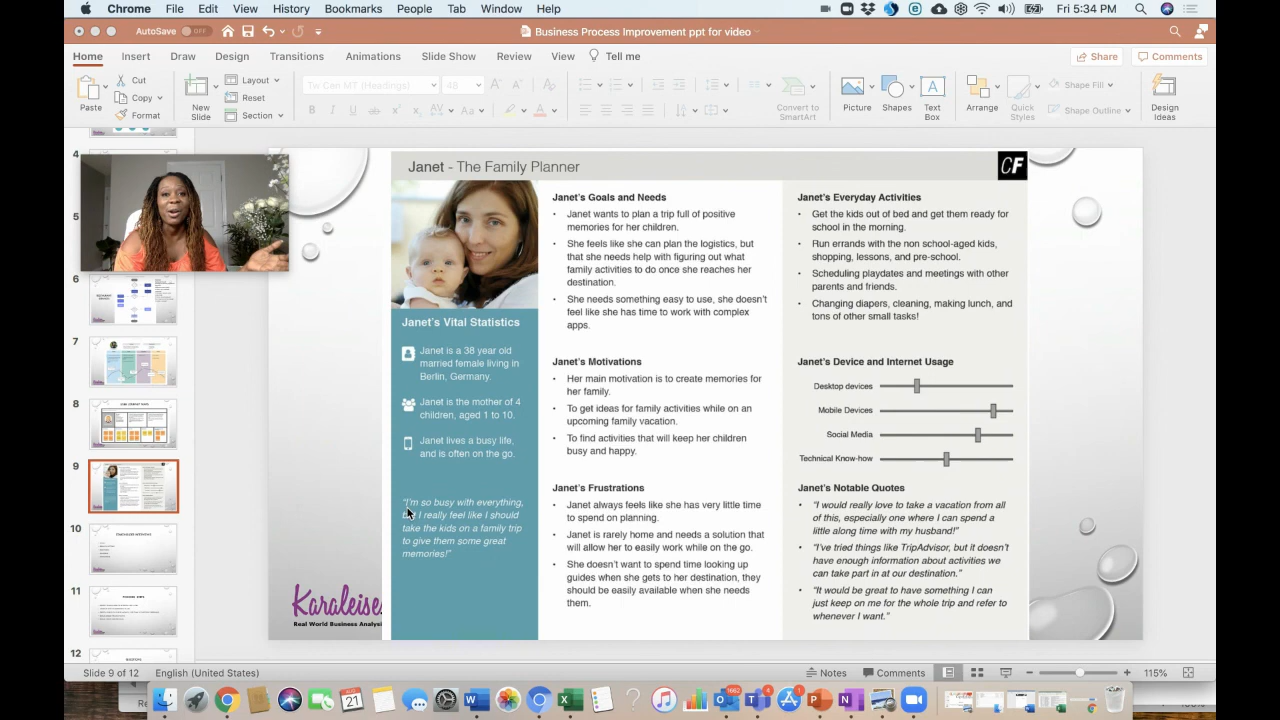 Chrome File Edit View History Bookmarks People Tab Window Help Fri 5:34 PM
AutoSave OFF Business Process Improvement ppt for video
Home Insert Draw Design Transitions Animations Slide Show Review View Tell me Share Comments
Paste Cut Copy Format
New Slide Layout Reset Section
Tw Cen MT (Headings)
Convert to SmartArt
Picture Shapes Text Box Arrange Quick Styles Shape Fill Shape Outline Design Ideas
4
5
6
7
8
9
10
11
12
Janet - The Family Planner
CF
Janet's Vital Statistics
Janet is a 38 year old
married female living in
Berlin, Germany.
Janet is the mother of 4
children, aged 1 to 10.
Janet lives a busy life,
and is often on the go.
"I'm so busy with everything,
I really feel like I should
take the kids on a family trip
to give them some great
memories!"
Karaleise
Real World Business Analysi
Janet's Goals and Needs
• Janet wants to plan a trip full of positive
memories for her children.
• She feels like she can plan the logistics, but
that she needs help with figuring out what
family activities to do once she reaches her
destination.
She needs something easy to use, she doesn't
feel like she has time to work with complex
apps.
Janet's Motivations
• Her main motivation is to create memories for
her family.
• To get ideas for family activities while on an
upcoming family vacation.
• To find activities that will keep her children
busy and happy.
Janet's Frustrations
• Janet always feels like she has very little time
to spend on planning.
Janet is rarely home and needs a solution that
will allow her to easily work while on the go.
• She doesn't want to spend time looking up
guides when she gets to her destination, they
should be easily available when she needs
them.
Janet's Everyday Activities
• Get the kids out of bed and get them ready for
school in the morning.
• Run errands with the non school-aged kids,
shopping, lessons, and pre-school.
Scheduling playdates and meetings with other
parents and friends.
• Changing diapers, cleaning, making lunch, and
tons of other small tasks!
Janet's Device and Internet Usage
Desktop devices
Mobile Devices
Social Media
Technical Know-how
Janet's Notable Quotes
• "I would really love to take a vacation from all
of this, especially one where I can spend a
little along time with my husband!"
• "I've tried things like TripAdvisor, but it doesn't
have enough information about activities we
can take part in at our destination."
• "It would be great to have something I can
just keep on me for the whole trip and refer to
whenever I want."
Slide 9 of 12 English (United States) Notes Comments 115%